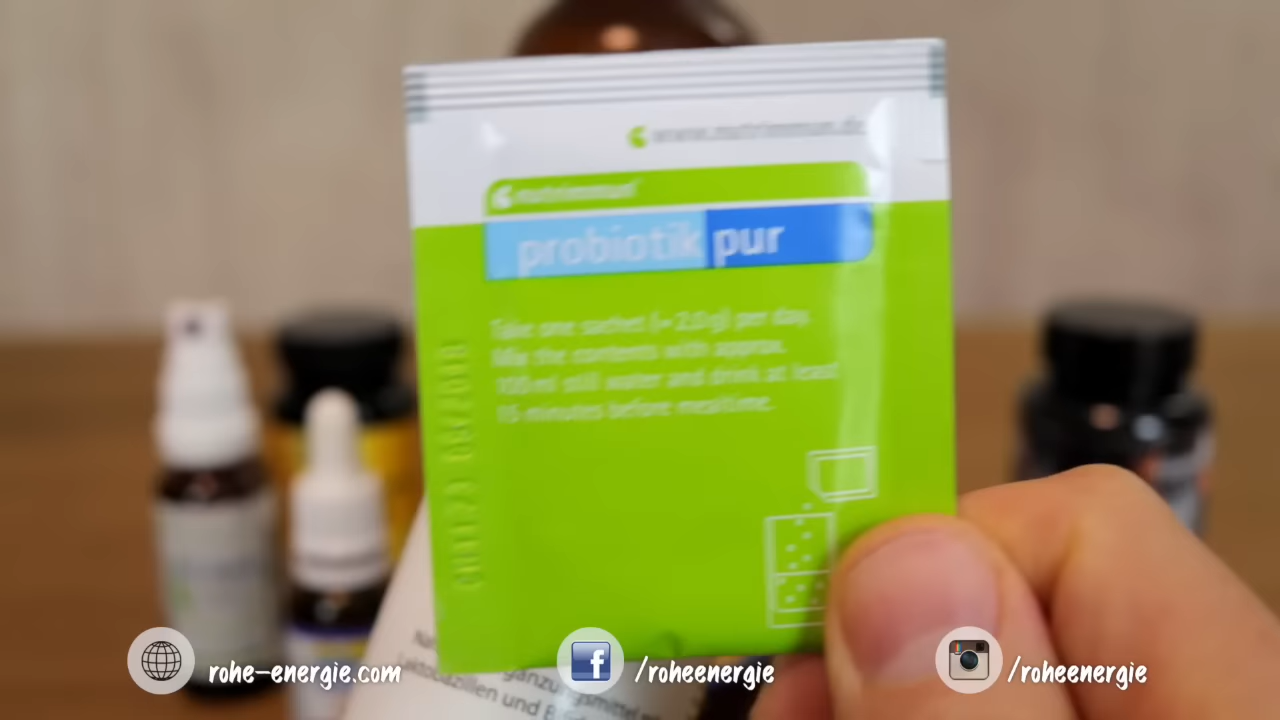 www.nutrimmun.de
nutrimmun
probiotik pur
Take one sachet (= 2.0 g) per day.
Mix the contents with approx.
100 ml still water and drink at least
15 minutes before mealtime.
rohe-energie.com
/roheenergie
/roheenergie